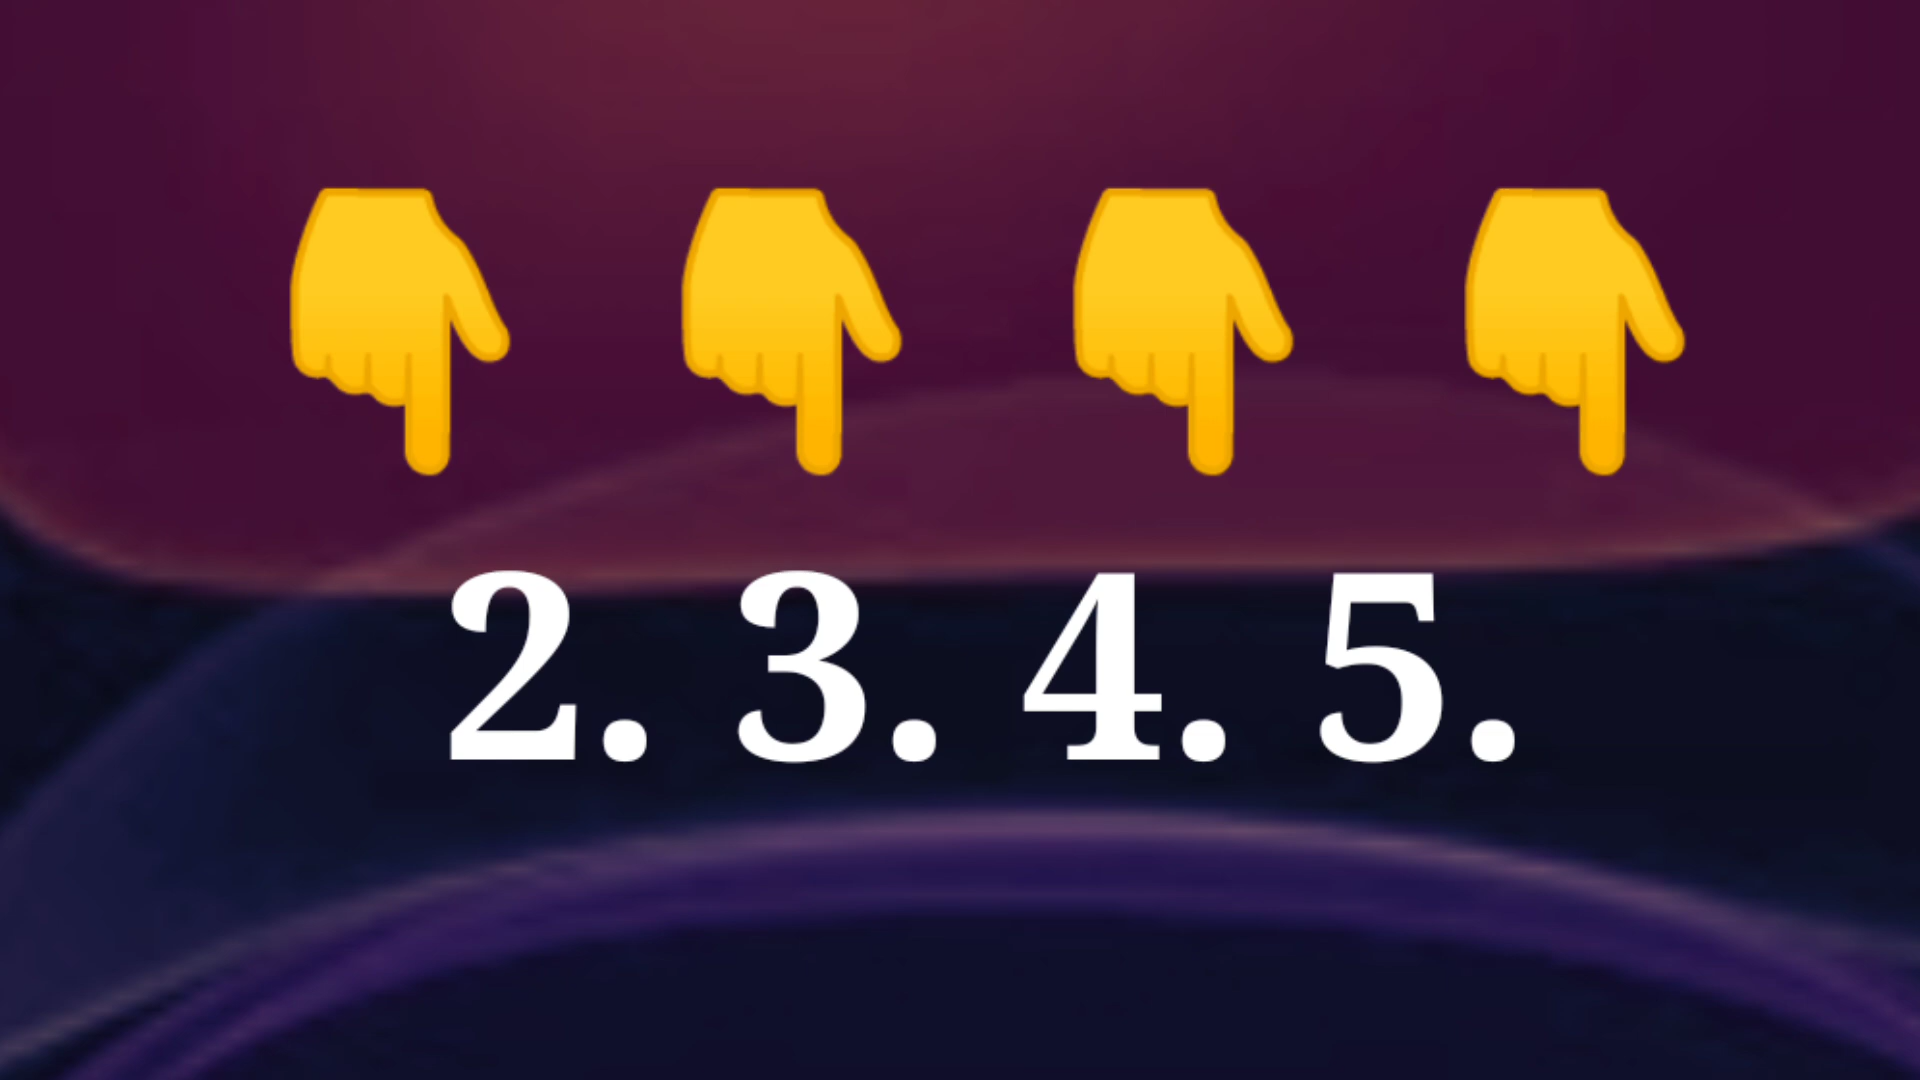 👇 👇 👇 👇
2. 3. 4. 5.